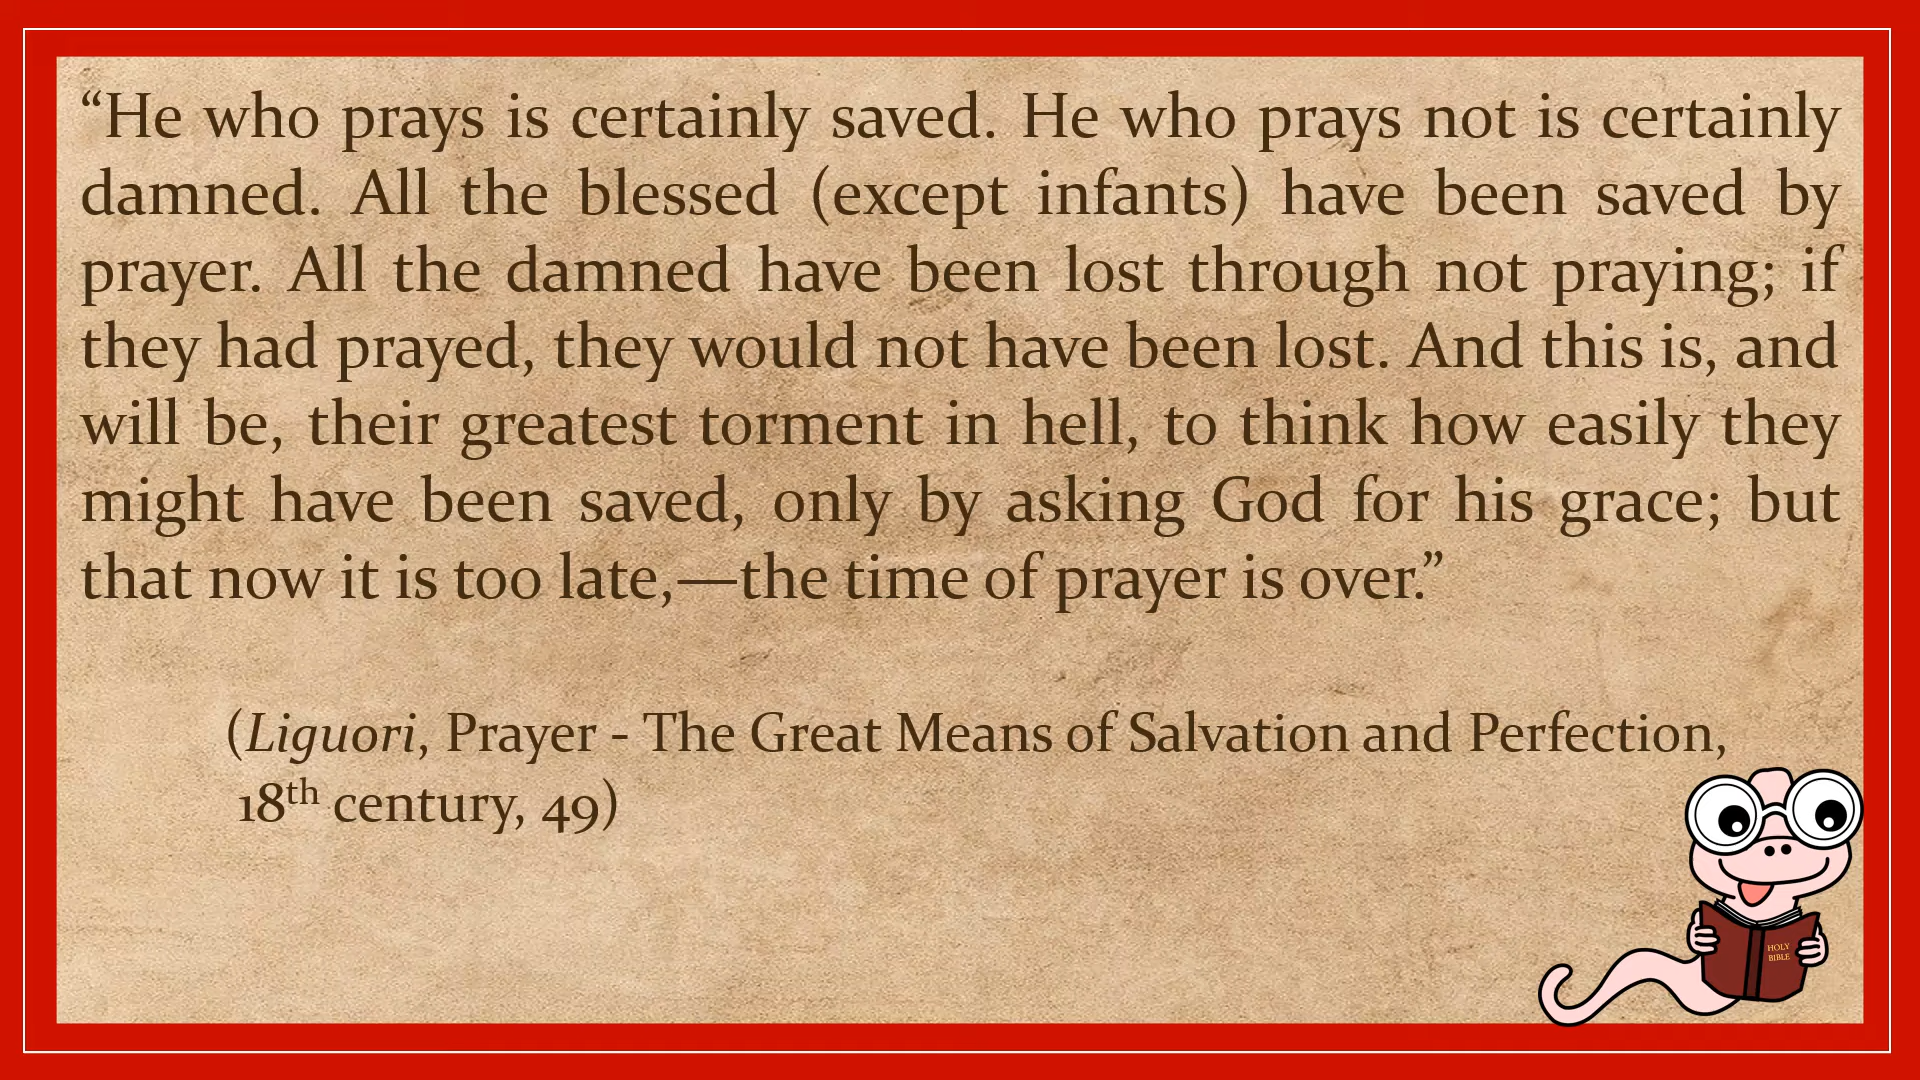 “He who prays is certainly saved. He who prays not is certainly
damned. All the blessed (except infants) have been saved by
prayer. All the damned have been lost through not praying; if
they had prayed, they would not have been lost. And this is, and
will be, their greatest torment in hell, to think how easily they
might have been saved, only by asking God for his grace; but
that now it is too late,—the time of prayer is over.”
(Liguori, Prayer - The Great Means of Salvation and Perfection,
18th century, 49)
HOLY
BIBLE